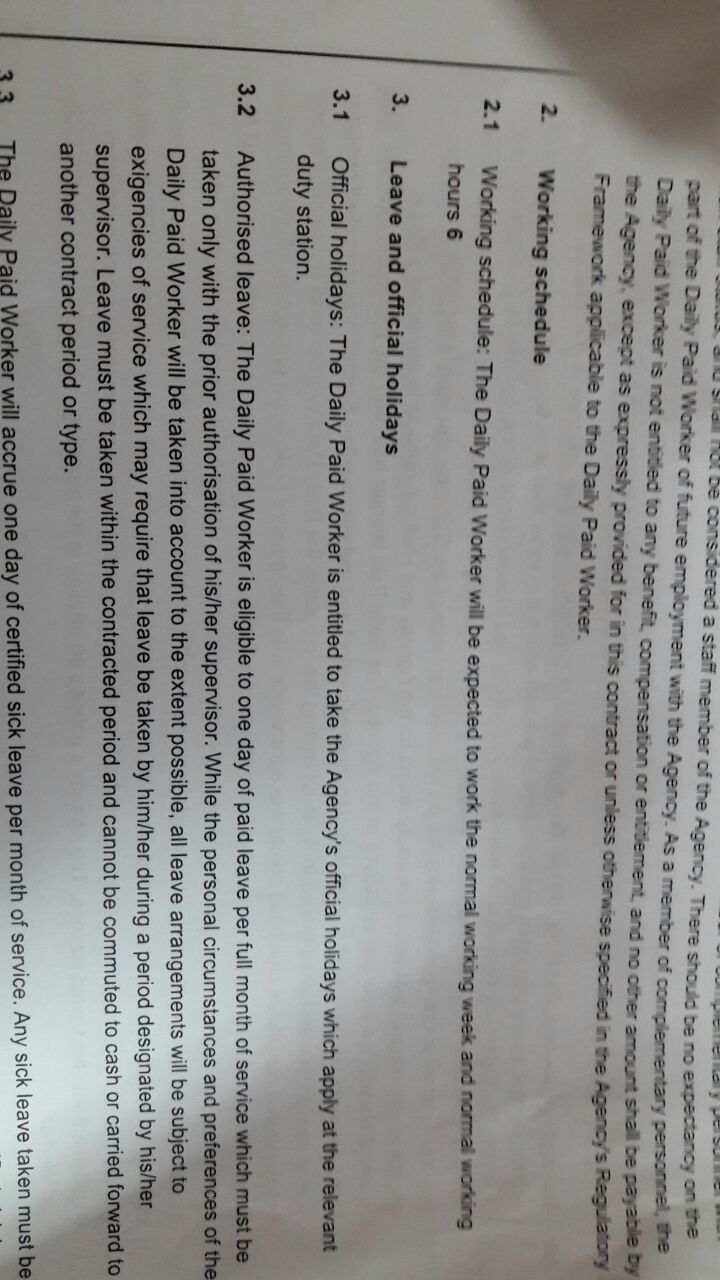 not be considered a staff member of the Agency. There should be no expectancy on the
part of the Daily Paid Worker of future employment with the Agency. As a member of complementary personnel, the
Daily Paid Worker is not entitled to any benefit, compensation or entitlement, and no other amount shall be payable by
the Agency, except as expressly provided for in this contract or unless otherwise specified in the Agency's Regulatory
Framework applicable to the Daily Paid Worker.
2. Working schedule
2.1 Working schedule: The Daily Paid Worker will be expected to work the normal working week and normal working
hours 6
3. Leave and official holidays
3.1 Official holidays: The Daily Paid Worker is entitled to take the Agency's official holidays which apply at the relevant
duty station.
3.2 Authorised leave: The Daily Paid Worker is eligible to one day of paid leave per full month of service which must be
taken only with the prior authorisation of his/her supervisor. While the personal circumstances and preferences of the
Daily Paid Worker will be taken into account to the extent possible, all leave arrangements will be subject to
exigencies of service which may require that leave be taken by him/her during a period designated by his/her
supervisor. Leave must be taken within the contracted period and cannot be commuted to cash or carried forward to
another contract period or type.
3.3 The Daily Paid Worker will accrue one day of certified sick leave per month of service. Any sick leave taken must be